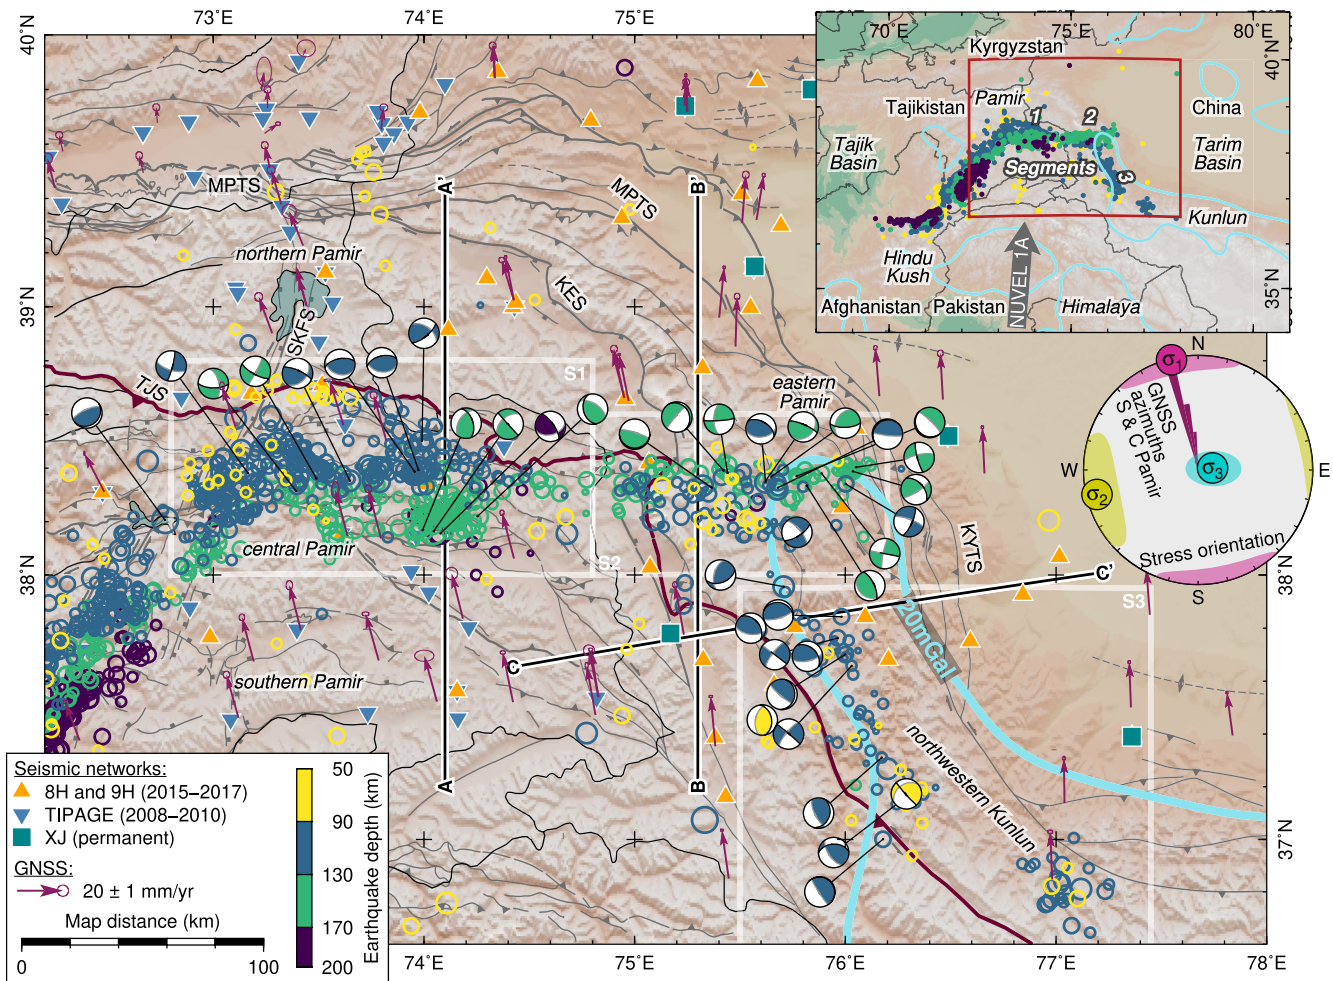 73°E
74°E
75°E
40°N
39°N
38°N
37°N
70°E
75°E
80°E
40°N
35°N
Kyrgyzstan
Tajikistan
Pamir
China
1
2
3
Tajik
Basin
Tarim
Basin
Segments
Kunlun
Hindu
Kush
NUVEL 1A
Afghanistan
Pakistan
Himalaya
A'
B'
MPTS
MPTS
northern Pamir
KES
SKFS
TJS
S1
eastern
Pamir
N
σ1
GNSS
azimuths
S & C Pamir
W
E
σ3
σ2
Stress orientation
S
central Pamir
S2
KYTS
C'
S3
20mGal
C
southern Pamir
northwestern Kunlun
A
B
Seismic networks:
8H and 9H (2015–2017)
TIPAGE (2008–2010)
XJ (permanent)
GNSS:
20 ± 1 mm/yr
Map distance (km)
0
100
50
90
130
170
200
Earthquake depth (km)
74°E
75°E
76°E
77°E
78°E